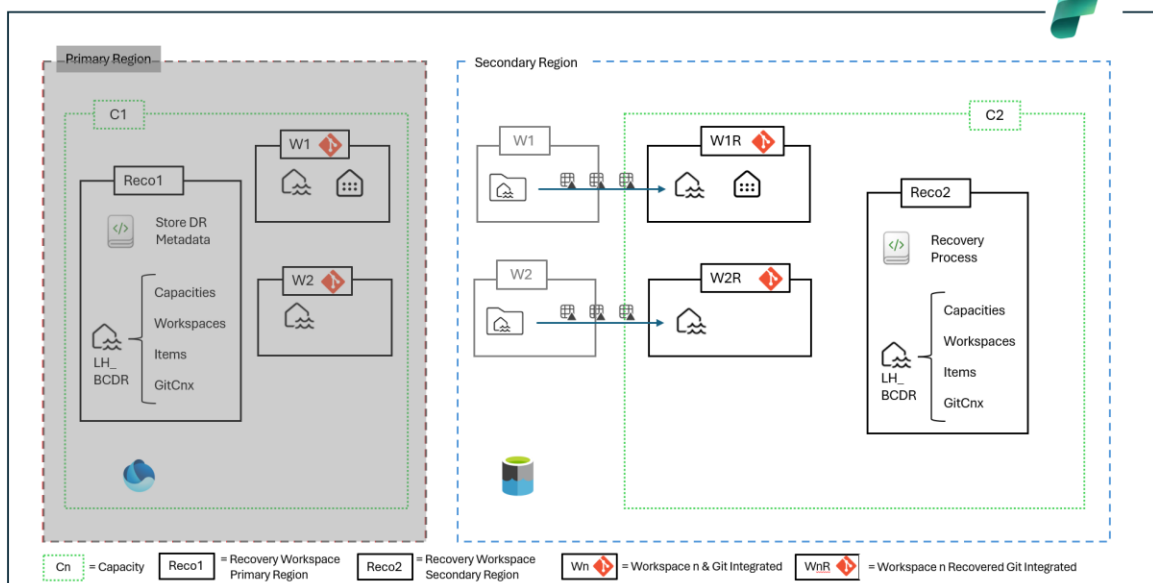 Primary Region
C1
W1
Reco1
</>
Store DR
Metadata
Capacities
Workspaces
Items
GitCnx
LH_
BCDR
W2
Secondary Region
C2
W1
W1R
W2
W2R
Reco2
</>
Recovery
Process
Capacities
Workspaces
Items
GitCnx
LH_
BCDR
Cn = Capacity
Reco1 = Recovery Workspace
Primary Region
Reco2 = Recovery Workspace
Secondary Region
Wn = Workspace n & Git Integrated
WnR = Workspace n Recovered Git Integrated